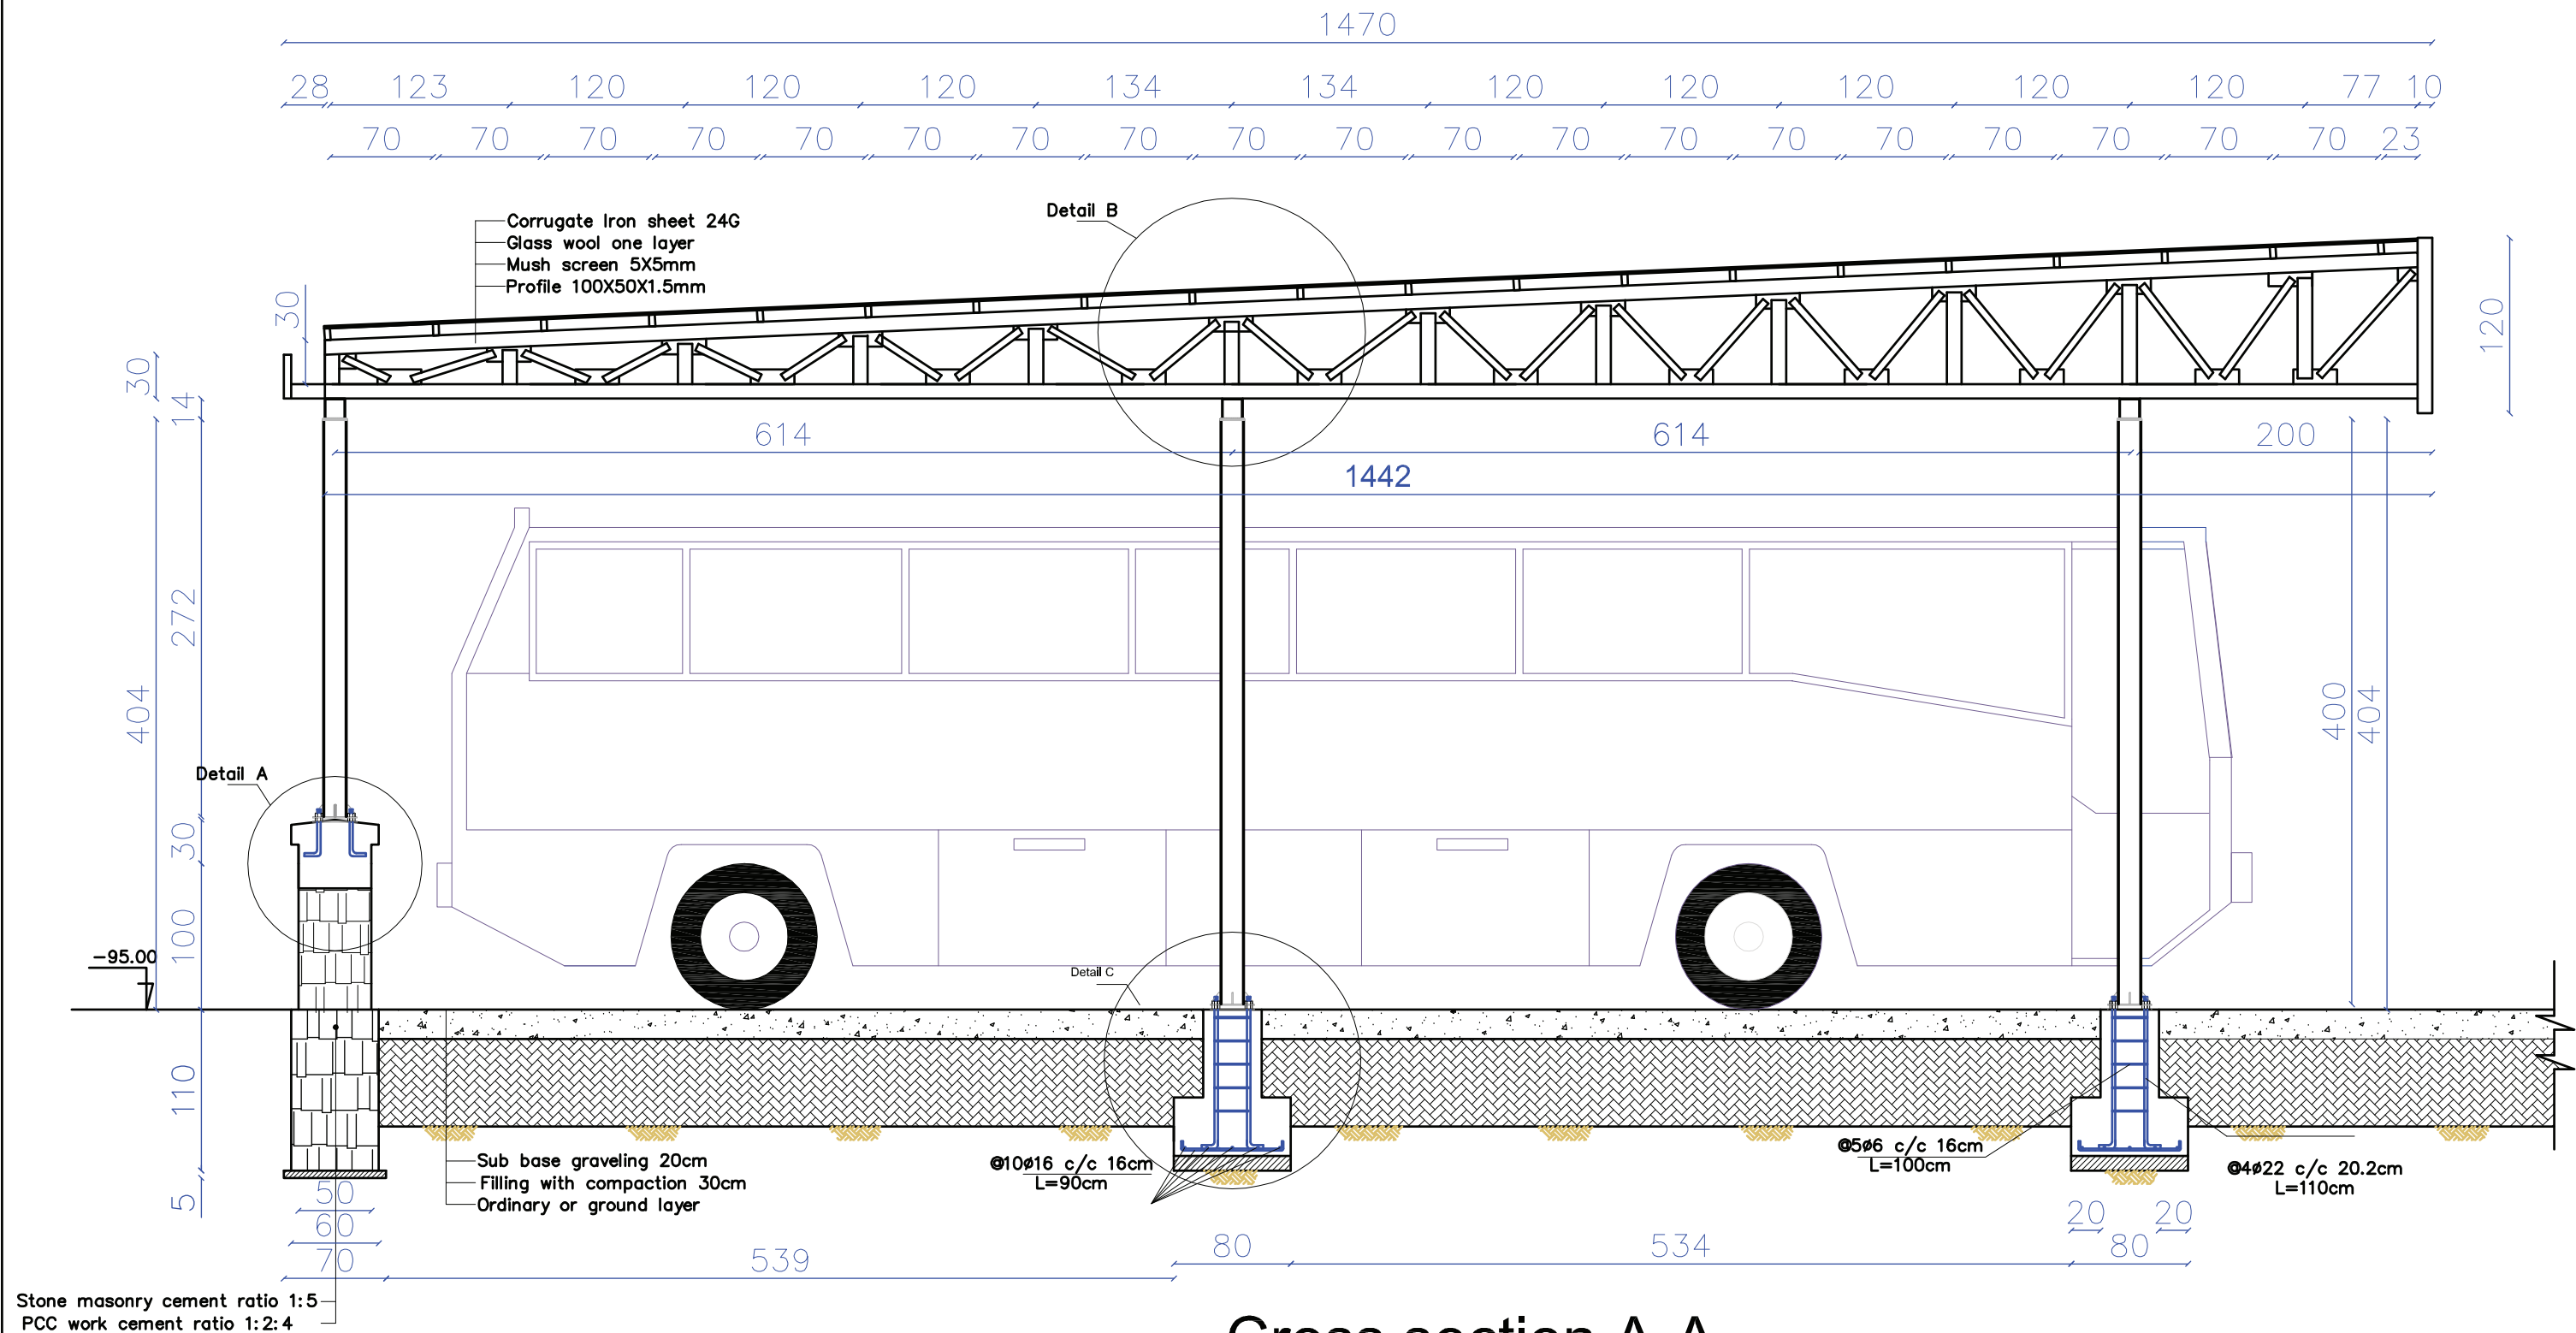 1470
28 123 120 120 120 134 134 120 120 120 120 120 77 10
70 70 70 70 70 70 70 70 70 70 70 70 70 70 70 70 70 70 70 23
Detail B
Corrugate Iron sheet 24G
Glass wool one layer
Mush screen 5X5mm
Profile 100X50X1.5mm
30
30
14
120
614 614 200
1442
272
404
400
404
Detail A
30
100
-95.00
Detail C
110
5
Sub base graveling 20cm
Filling with compaction 30cm
Ordinary or ground layer
@10ø16 c/c 16cm
L=90cm
@5ø6 c/c 16cm
L=100cm
@4ø22 c/c 20.2cm
L=110cm
50
60
70
539
80
534
20 20
80
Stone masonry cement ratio 1:5
PCC work cement ratio 1:2:4
Cross section A-A